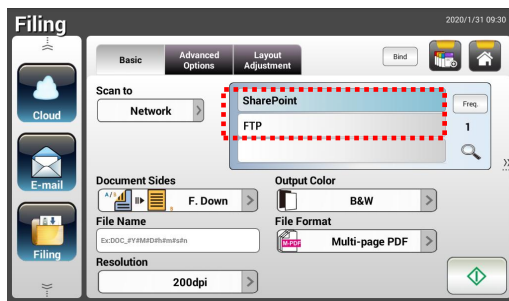 Filing
2020/1/31 09:30
Basic
Advanced
Options
Layout
Adjustment
Bind
Cloud
E-mail
Filing
Scan to
Network
SharePoint
FTP
Freq.
1
Document Sides
F. Down
Output Color
B&W
File Name
Ex:DOC_#Y#M#D#h#m#s#n
File Format
M-PDF
Multi-page PDF
Resolution
200dpi